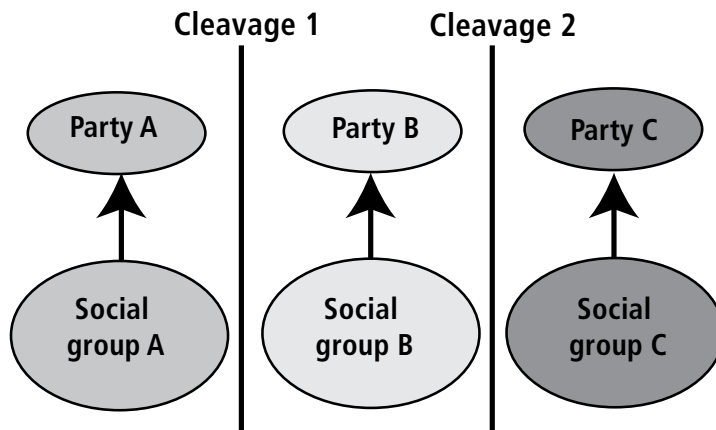 Cleavage 1
Cleavage 2
Party A
Party B
Party C
Social
group A
Social
group B
Social
group C